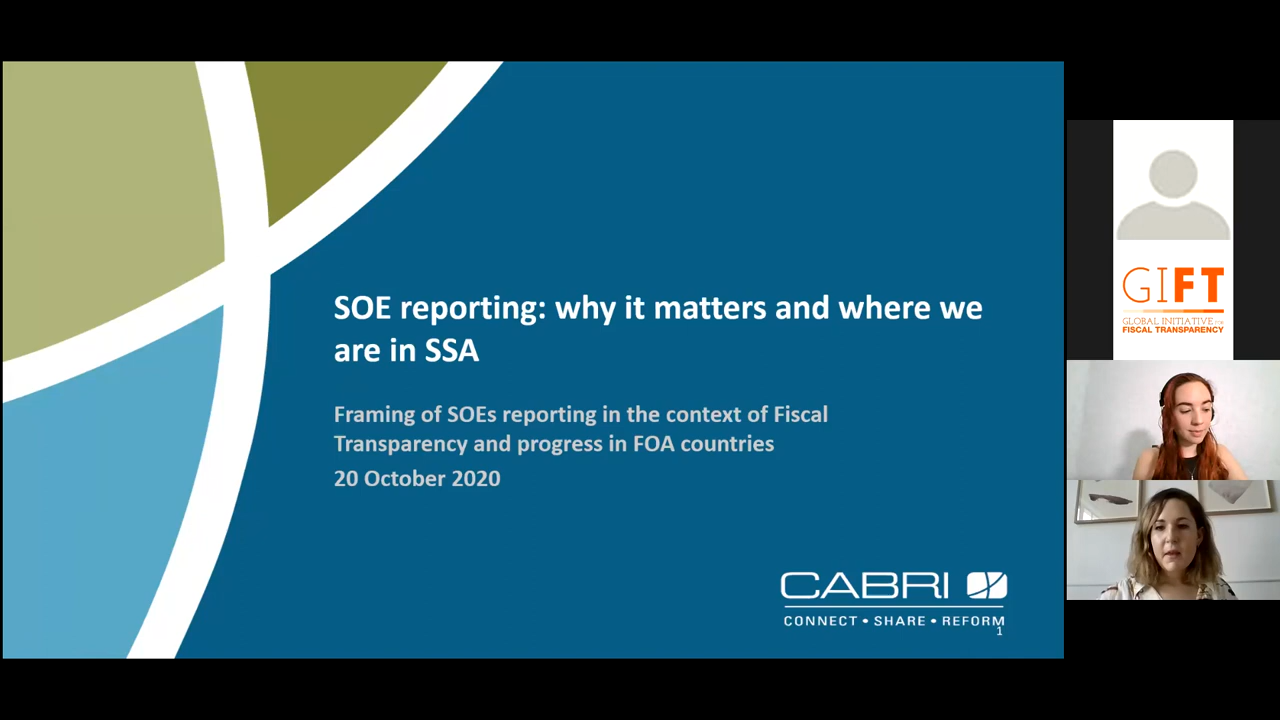 SOE reporting: why it matters and where we
are in SSA
Framing of SOEs reporting in the context of Fiscal
Transparency and progress in FOA countries
20 October 2020
CABRI
CONNECT • SHARE • REFORM
1
GIFT
GLOBAL INITIATIVE FOR
FISCAL TRANSPARENCY